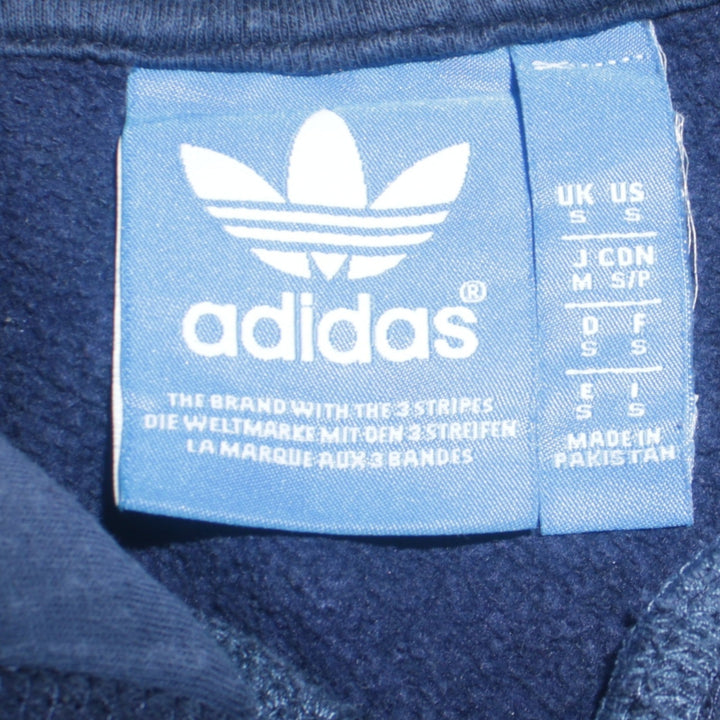 adidas®
THE BRAND WITH THE 3 STRIPES
DIE WELTMARKE MIT DEN 3 STREIFEN
LA MARQUE AUX 3 BANDES
UK US
S S
J CDN
M S/P
D F
S S
E I
S S
MADE IN
PAKISTAN